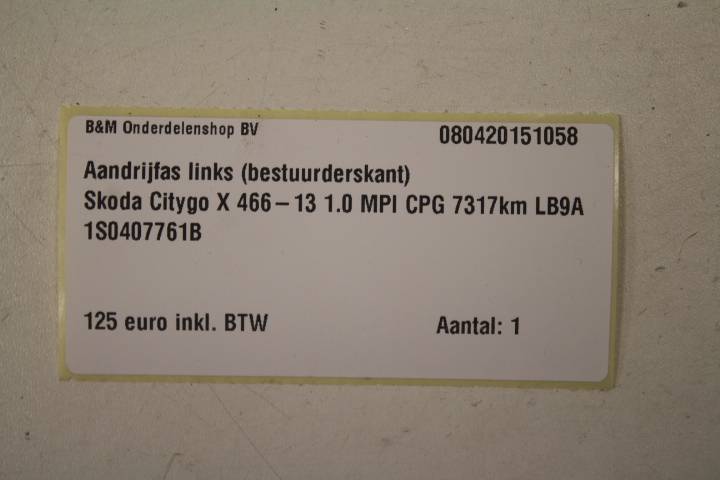 B&M Onderdelenshop BV 080420151058
Aandrijfas links (bestuurderskant)
Skoda Citygo X 466-13 1.0 MPI CPG 7317km LB9A
1S0407761B
125 euro inkl. BTW Aantal: 1